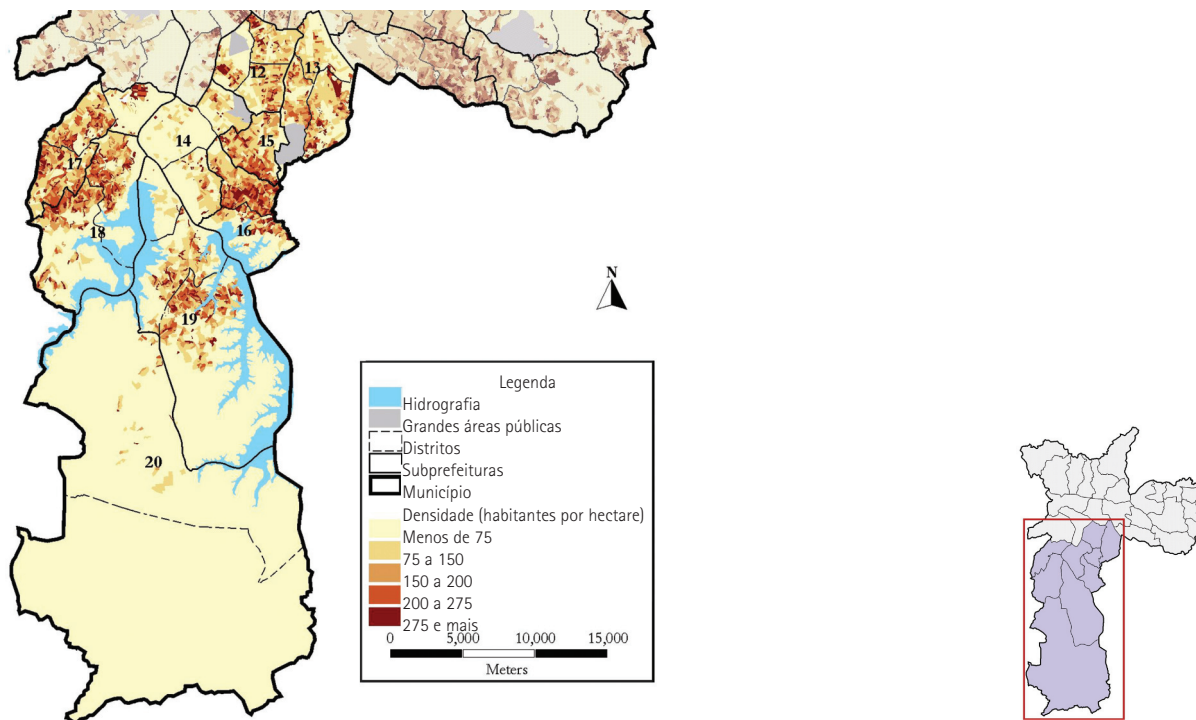 12
13
14
15
17
16
18
19
20
N
Legenda
Hidrografia
Grandes áreas públicas
Distritos
Subprefeituras
Município
Densidade (habitantes por hectare)
Menos de 75
75 a 150
150 a 200
200 a 275
275 e mais
0 5,000 10,000 15,000
Meters